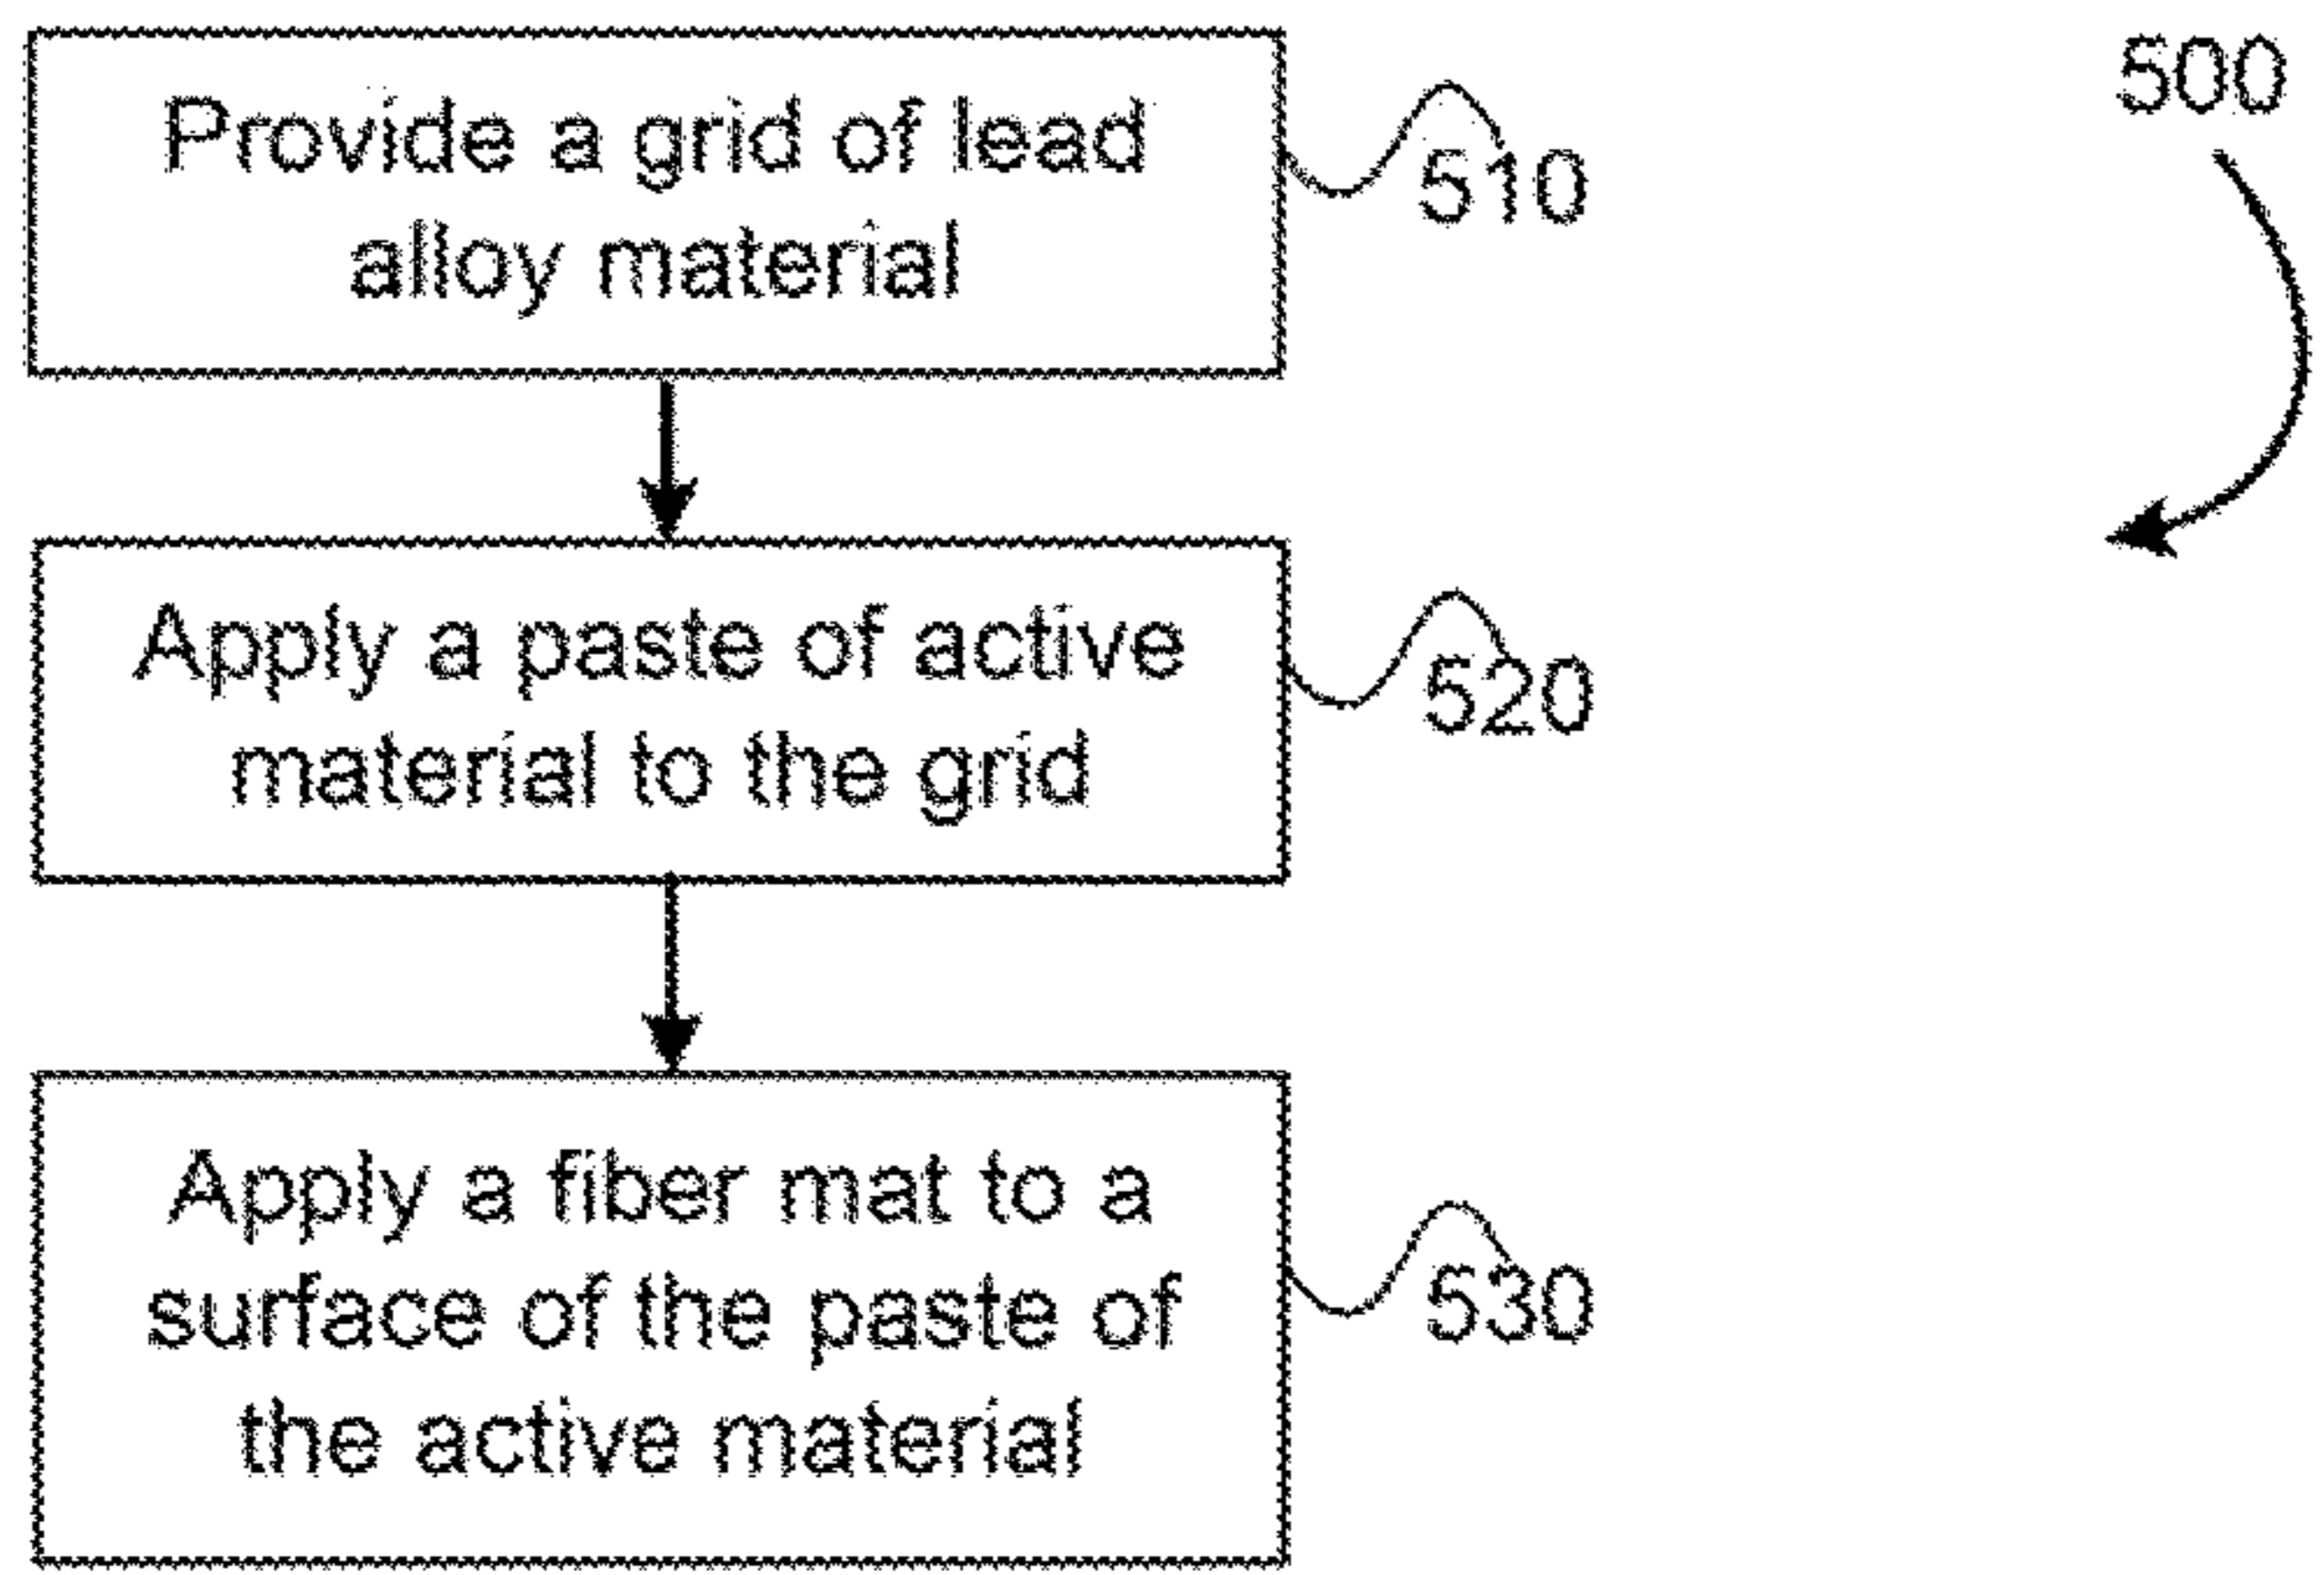 500
Provide a grid of lead
alloy material
510
Apply a paste of active
material to the grid
520
Apply a fiber mat to a
surface of the paste of
the active material
530